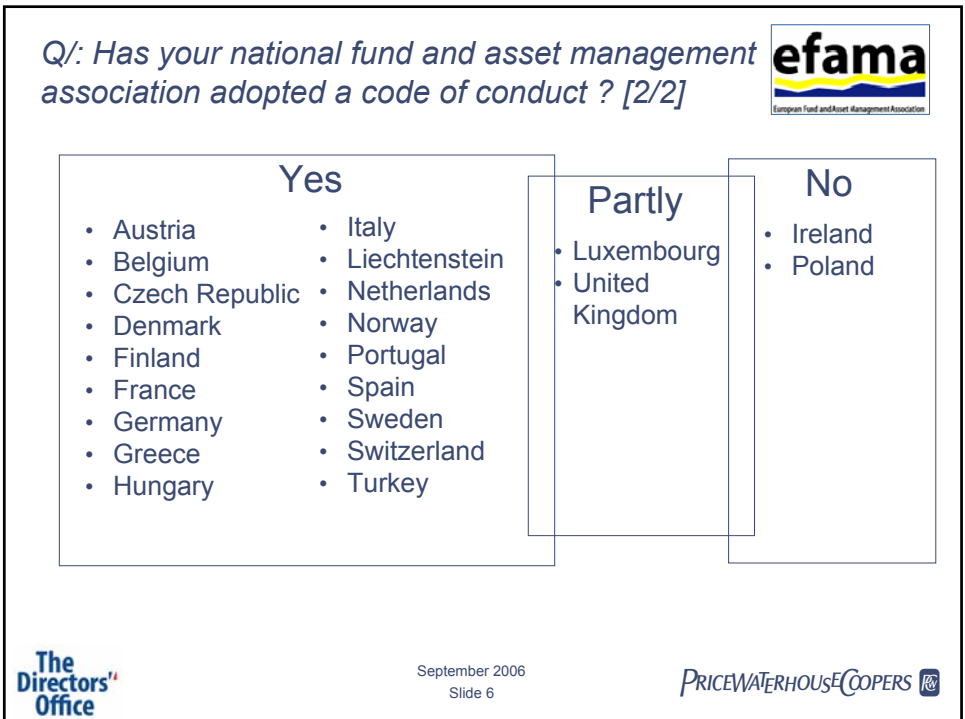 Q/: Has your national fund and asset management
association adopted a code of conduct ? [2/2]
efama
European Fund and Asset Management Association
Yes
• Austria
• Belgium
• Czech Republic
• Denmark
• Finland
• France
• Germany
• Greece
• Hungary
• Italy
• Liechtenstein
• Netherlands
• Norway
• Portugal
• Spain
• Sweden
• Switzerland
• Turkey
Partly
• Luxembourg
• United
Kingdom
No
• Ireland
• Poland
The
Directors'
Office
September 2006
Slide 6
PRICEWATERHOUSECOOPERS
PwC